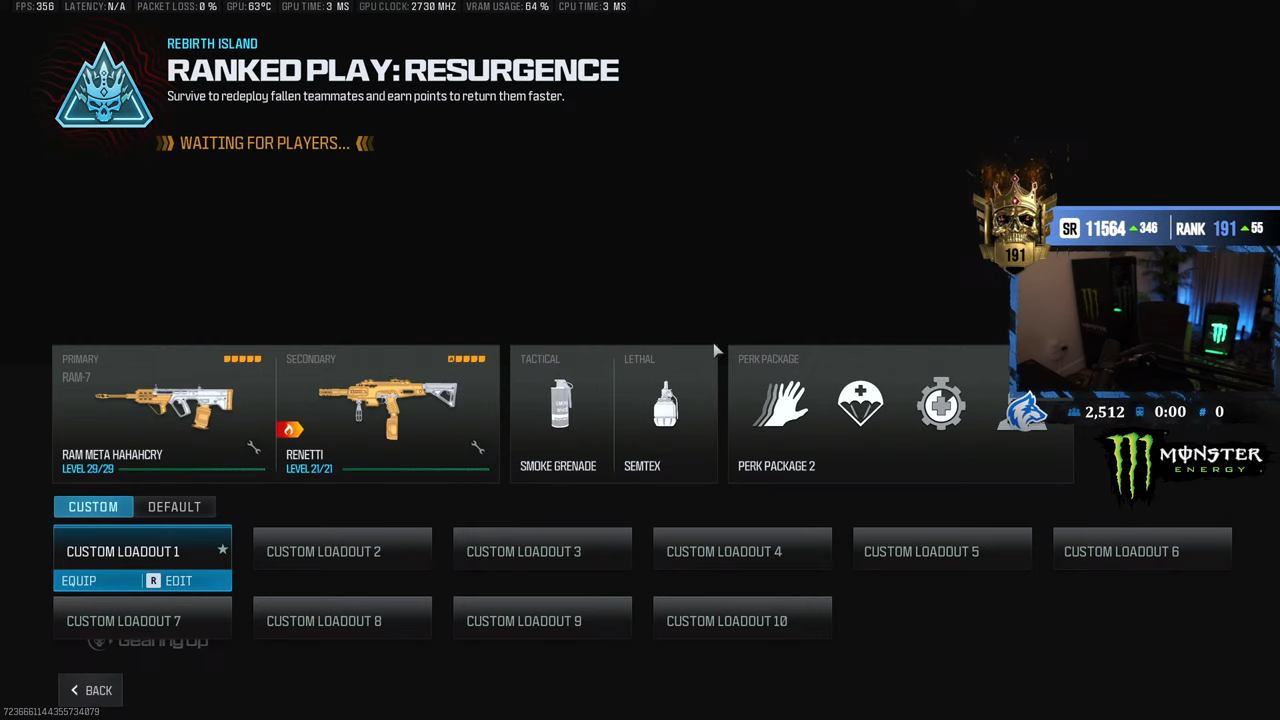 FPS: 356 LATENCY: N/A PACKET LOSS: 0 % GPU: 63°C GPU TIME: 3 MS GPU CLOCK: 2730 MHZ VRAM USAGE: 64 % CPU TIME: 3 MS
REBIRTH ISLAND
RANKED PLAY: RESURGENCE
Survive to redeploy fallen teammates and earn points to return them faster.
WAITING FOR PLAYERS...
191
SR 11564 346 RANK 191 55
PRIMARY
RAM-7
RAM META HAHAHCRY
LEVEL 29/29
SECONDARY
RENETTI
LEVEL 21/21
TACTICAL
SMOKE GRENADE
LETHAL
SEMTEX
PERK PACKAGE
PERK PACKAGE 2
2,512 0:00 # 0
MONSTER
ENERGY
CUSTOM DEFAULT
CUSTOM LOADOUT 1
EQUIP R EDIT
CUSTOM LOADOUT 2
CUSTOM LOADOUT 3
CUSTOM LOADOUT 4
CUSTOM LOADOUT 5
CUSTOM LOADOUT 6
CUSTOM LOADOUT 7
CUSTOM LOADOUT 8
CUSTOM LOADOUT 9
CUSTOM LOADOUT 10
Gearing Up
BACK
7236661144355734079